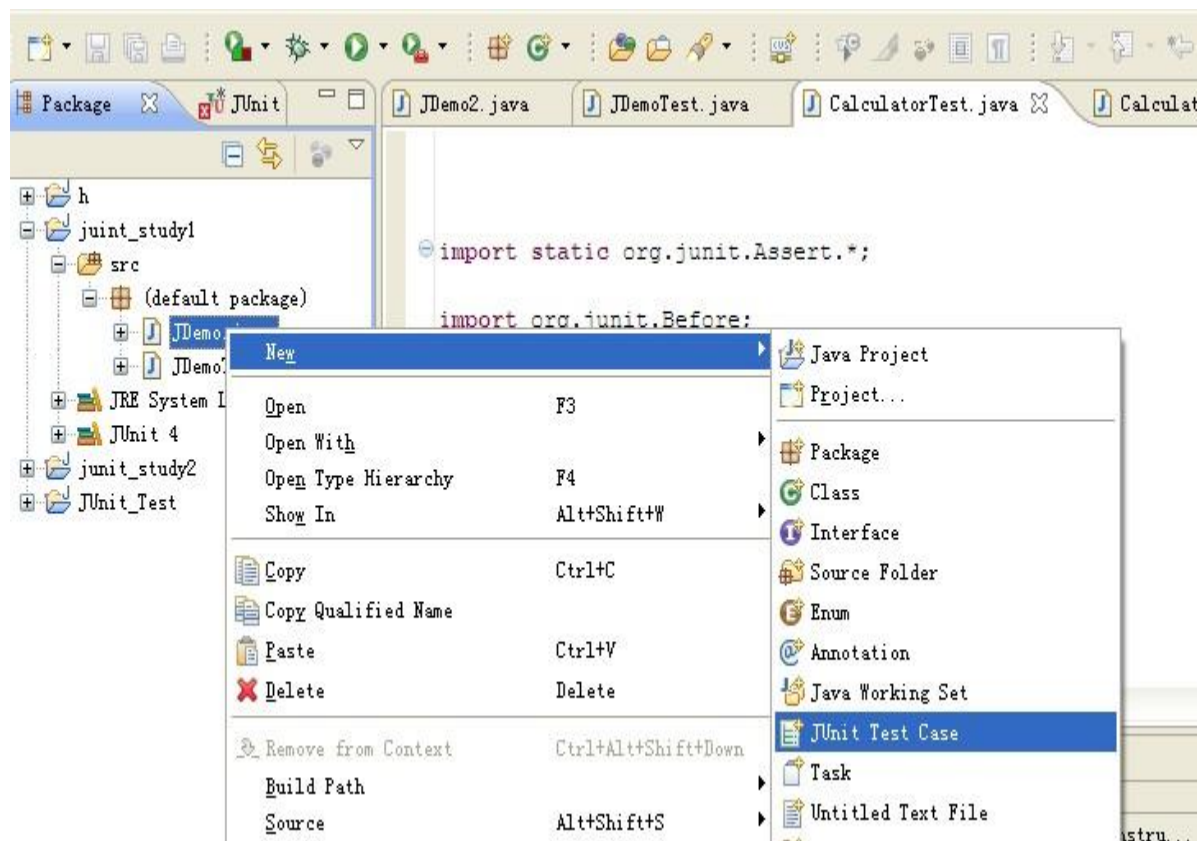 Package
JUnit
JDemo2.java
JDemoTest.java
CalculatorTest.java
Calculat
h
juint_study1
src
(default package)
JDemo
JDemoT
JRE System L
JUnit 4
junit_study2
JUnit_Test
import static org.junit.Assert.*;
import org.junit.Before;
New
Open F3
Open With
Open Type Hierarchy F4
Show In Alt+Shift+W
Copy Ctrl+C
Copy Qualified Name
Paste Ctrl+V
Delete Delete
Remove from Context Ctrl+Alt+Shift+Down
Build Path
Source Alt+Shift+S
Java Project
Project...
Package
Class
Interface
Source Folder
Enum
Annotation
Java Working Set
JUnit Test Case
Task
Untitled Text File
nstru...